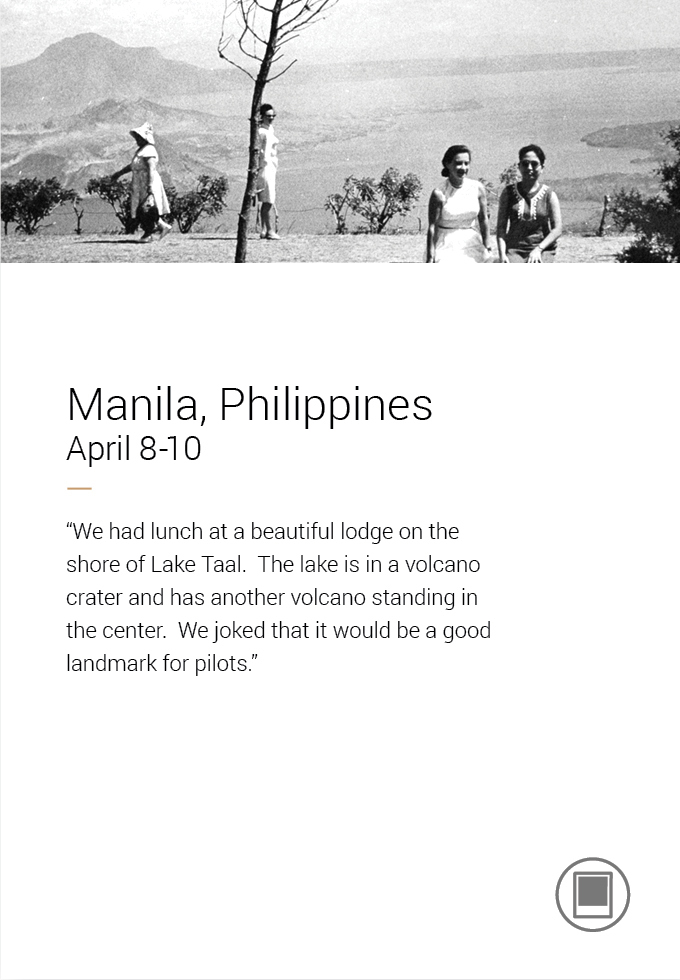 Manila, Philippines
April 8-10
“We had lunch at a beautiful lodge on the
shore of Lake Taal.  The lake is in a volcano
crater and has another volcano standing in
the center.  We joked that it would be a good
landmark for pilots.”